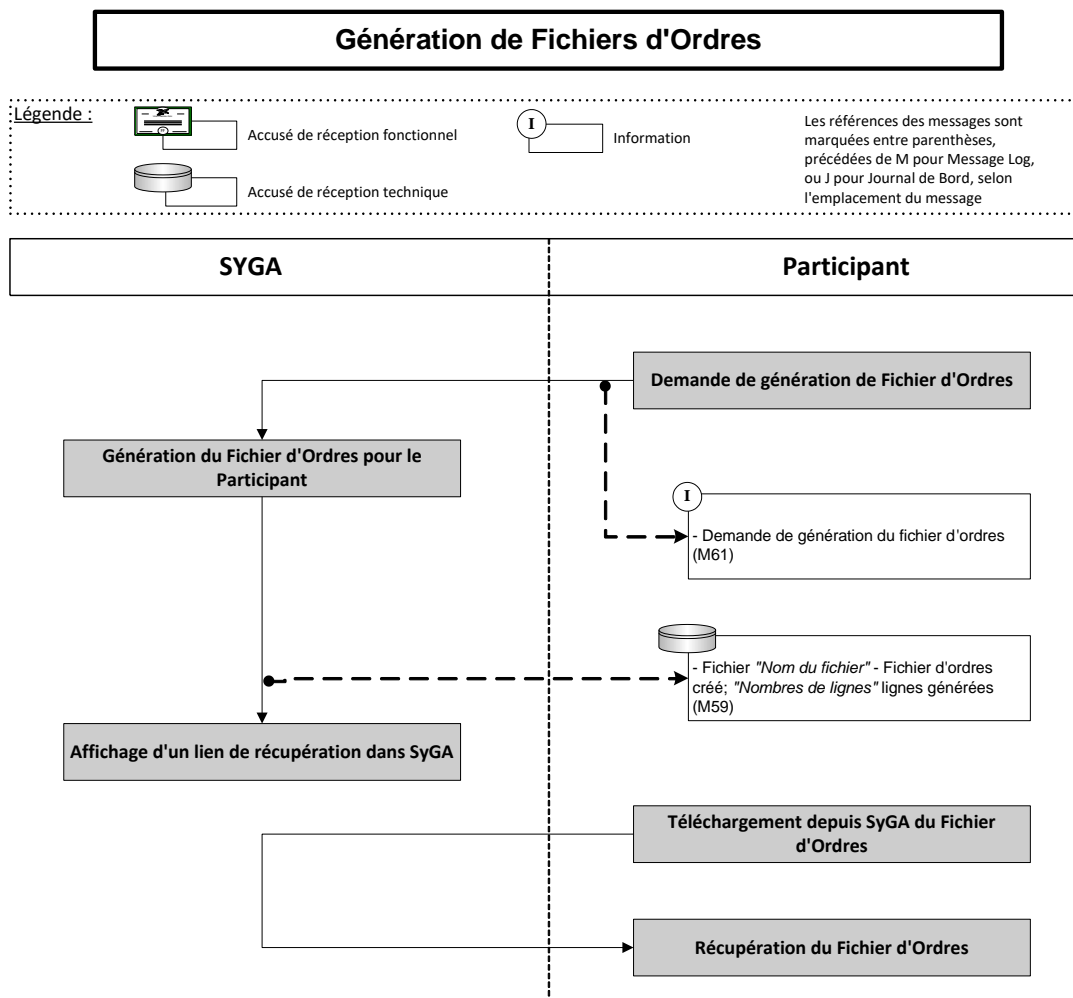 Génération de Fichiers d'Ordres
Légende :
Accusé de réception fonctionnel
Accusé de réception technique
I
Information
Les références des messages sont
marquées entre parenthèses,
précédées de M pour Message Log,
ou J pour Journal de Bord, selon
l'emplacement du message
SYGA
Participant
Demande de génération de Fichier d'Ordres
Génération du Fichier d'Ordres pour le
Participant
I
- Demande de génération du fichier d'ordres
(M61)
- Fichier "Nom du fichier" - Fichier d'ordres
créé; "Nombres de lignes" lignes générées
(M59)
Affichage d'un lien de récupération dans SyGA
Téléchargement depuis SyGA du Fichier
d'Ordres
Récupération du Fichier d'Ordres